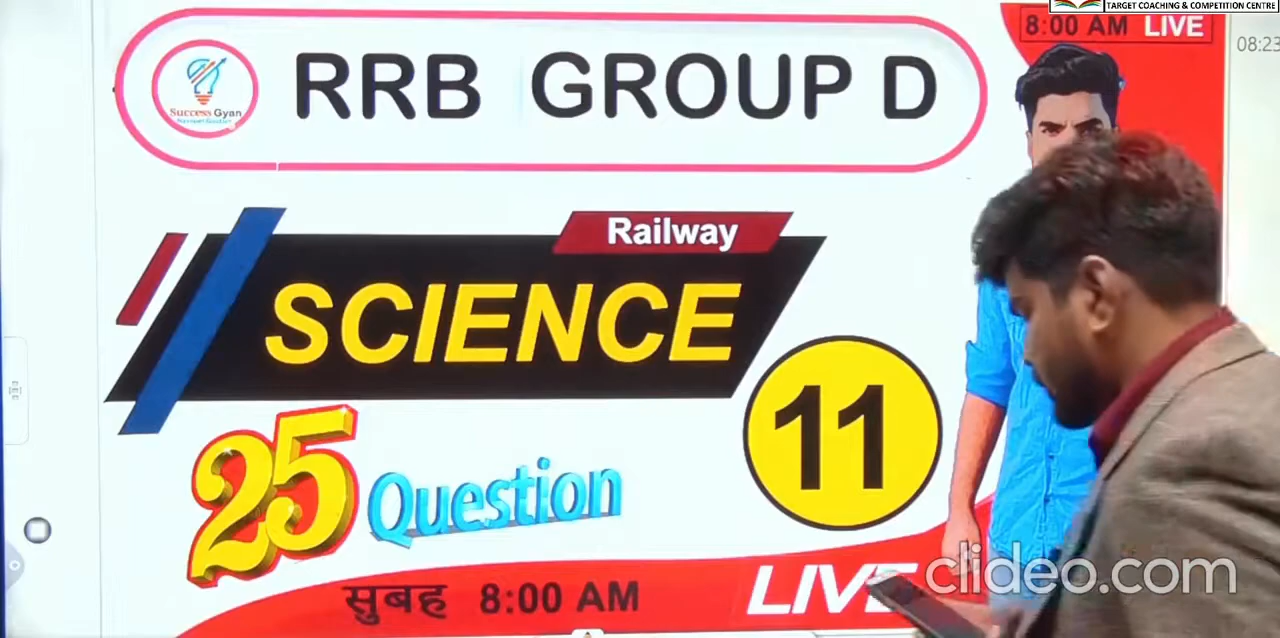 TARGET COACHING & COMPETITION CENTRE
8:00 AM LIVE
08:23
Success Gyan
RRB GROUP D
Railway
SCIENCE
11
25 Question
सुबह 8:00 AM
LIVE
clideo.com